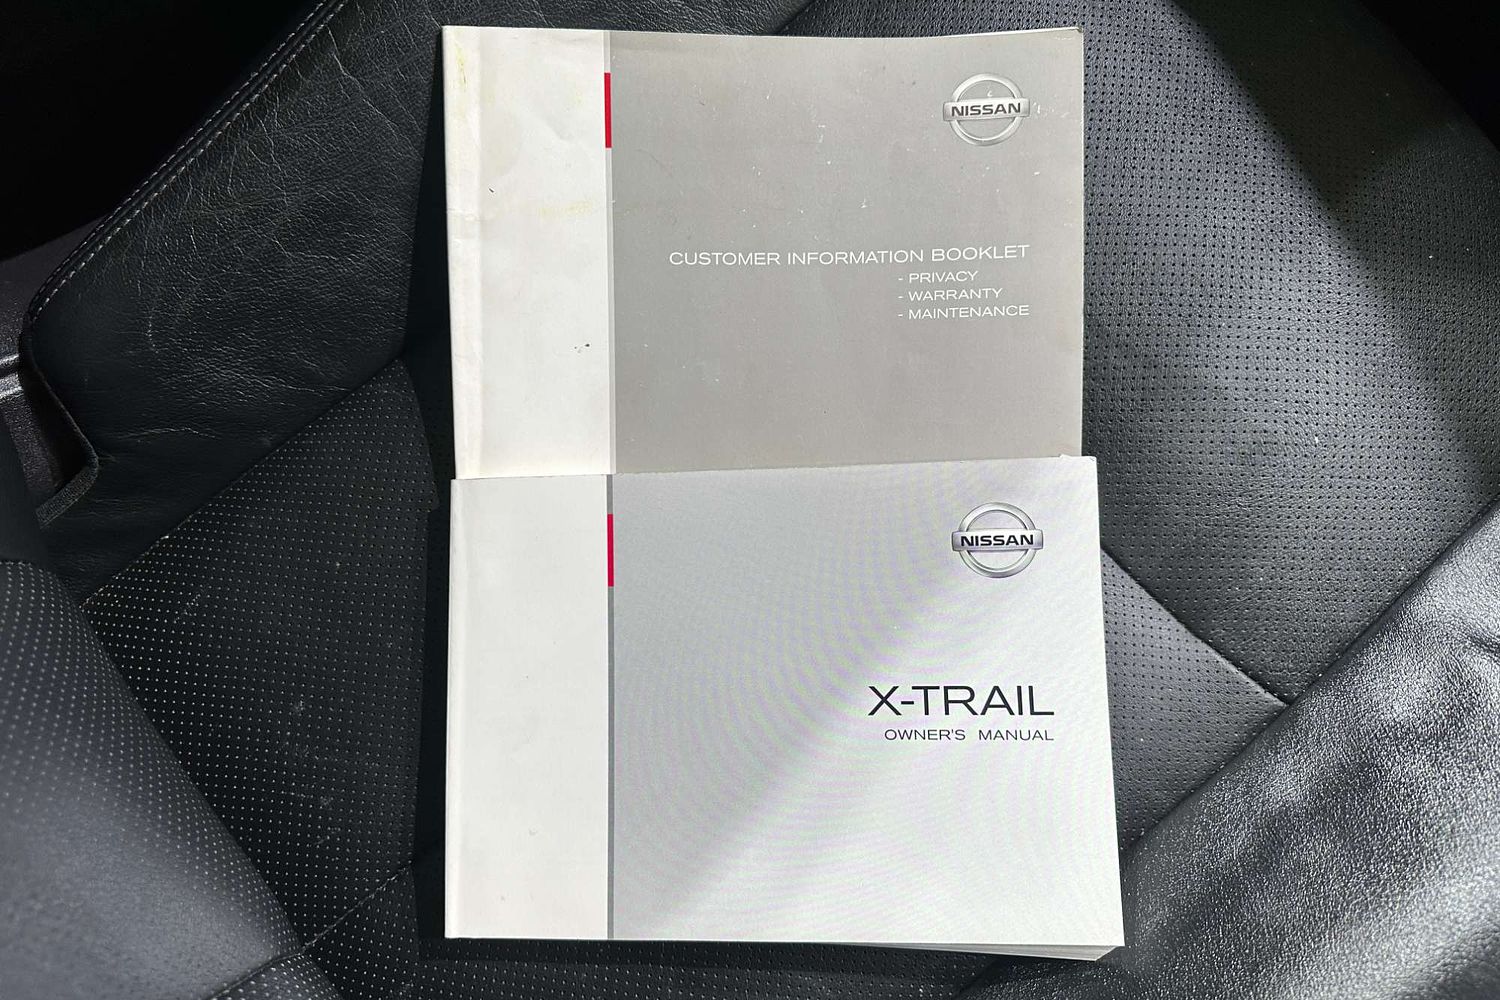 NISSAN
CUSTOMER INFORMATION BOOKLET
- PRIVACY
- WARRANTY
- MAINTENANCE
NISSAN
X-TRAIL
OWNER'S MANUAL